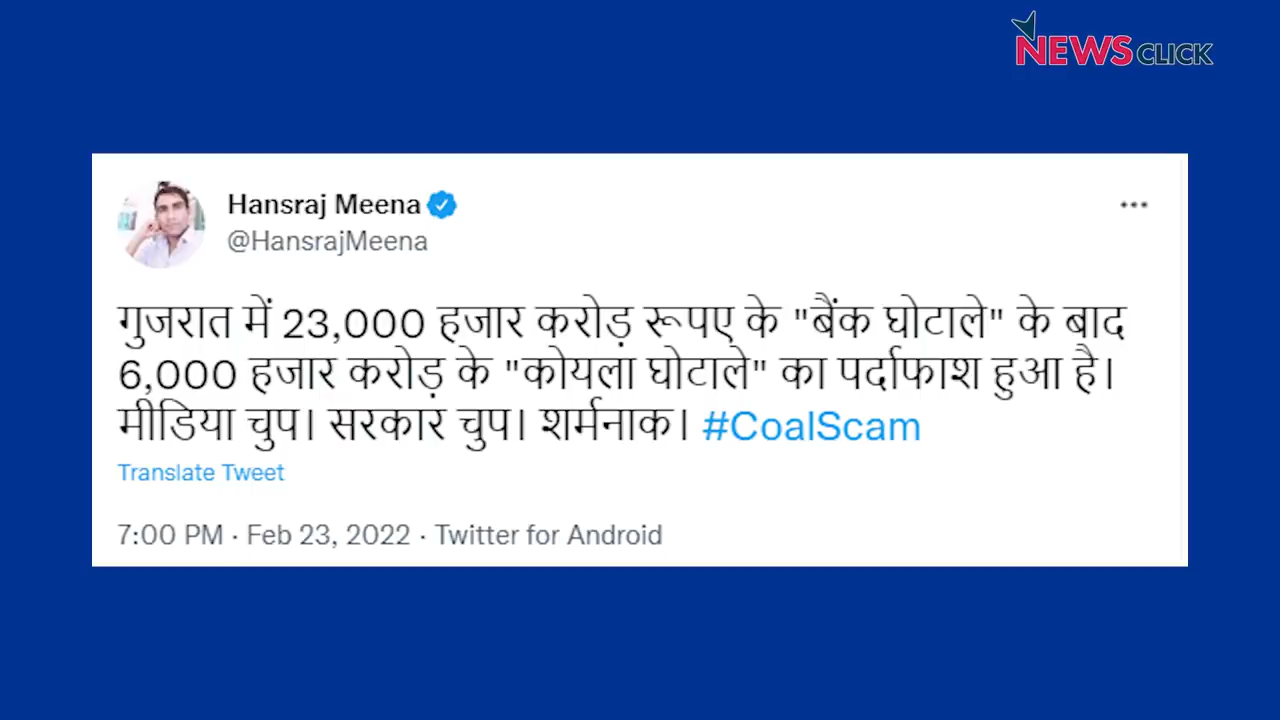 NEWSCLICK
Hansraj Meena
@HansrajMeena
गुजरात में 23,000 हजार करोड़ रूपए के "बैंक घोटाले" के बाद
6,000 हजार करोड़ के "कोयला घोटाले" का पर्दाफाश हुआ है।
मीडिया चुप। सरकार चुप। शर्मनाक। #CoalScam
Translate Tweet
7:00 PM · Feb 23, 2022 · Twitter for Android